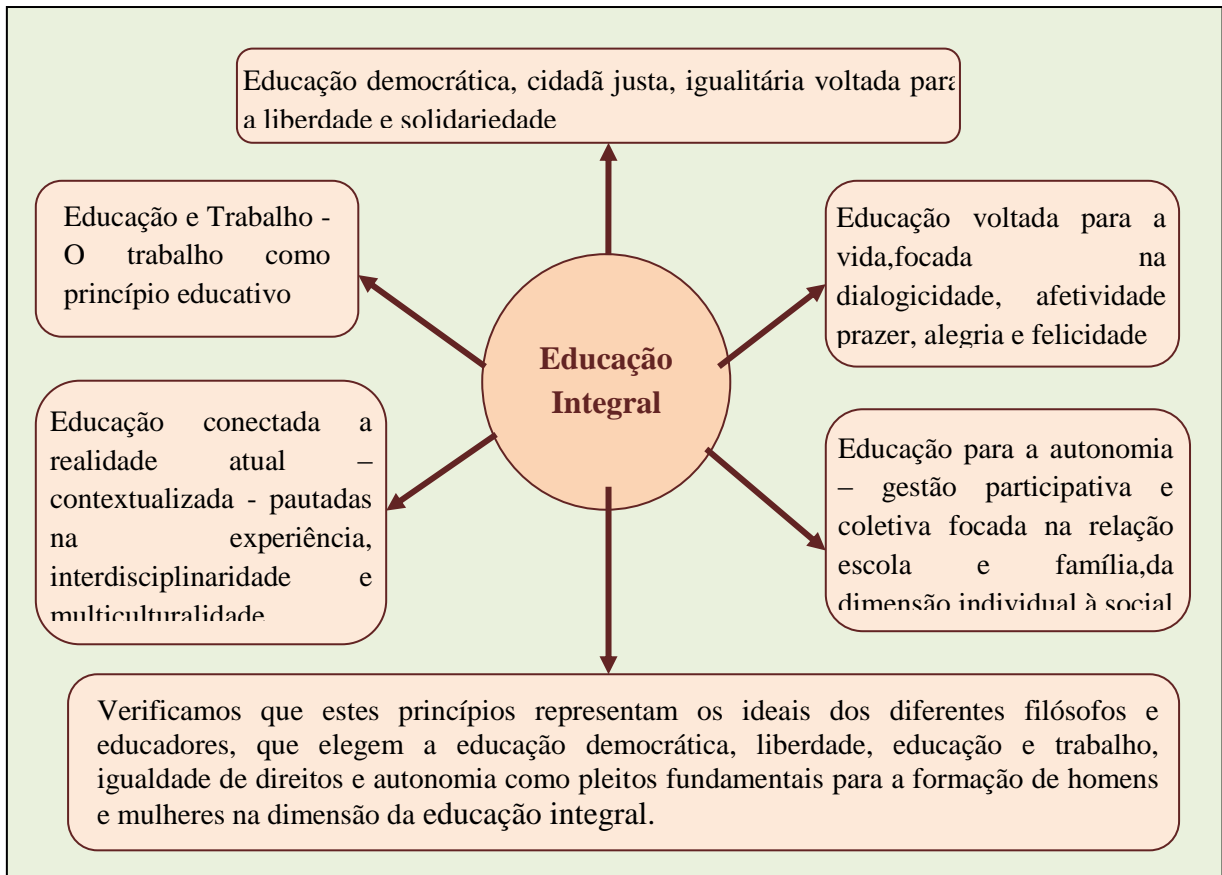 Educação democrática, cidadã justa, igualitária voltada para
a liberdade e solidariedade
Educação e Trabalho -
O trabalho como
princípio educativo
Educação voltada para a
vida,focada na
dialogicidade, afetividade
prazer, alegria e felicidade
Educação
Integral
Educação conectada a
realidade atual –
contextualizada - pautadas
na experiência,
interdisciplinaridade e
multiculturalidade
Educação para a autonomia
– gestão participativa e
coletiva focada na relação
escola e família,da
dimensão individual à social
Verificamos que estes princípios representam os ideais dos diferentes filósofos e
educadores, que elegem a educação democrática, liberdade, educação e trabalho,
igualdade de direitos e autonomia como pleitos fundamentais para a formação de homens
e mulheres na dimensão da educação integral.